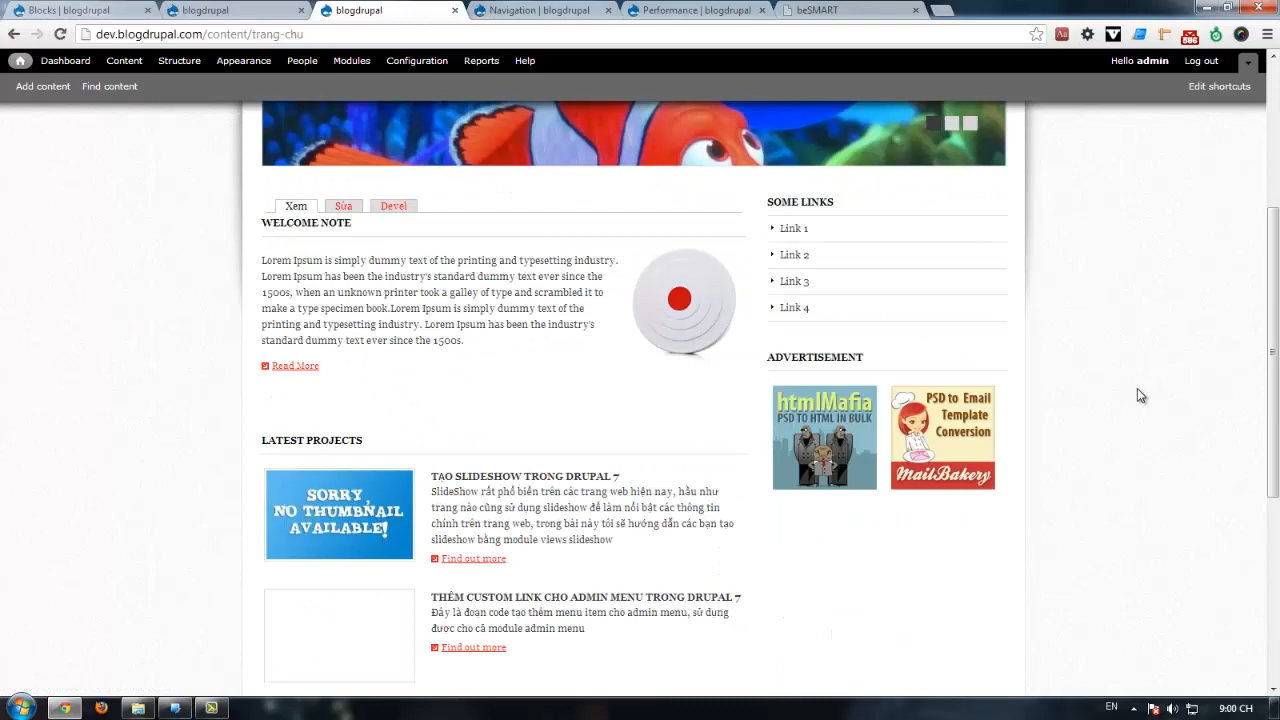 Blocks | blogdrupal
blogdrupal
blogdrupal
Navigation | blogdrupal
Performance | blogdrupal
beSMART
dev.blogdrupal.com/content/trang-chu
586
Dashboard Content Structure Appearance People Modules Configuration Reports Help
Hello admin Log out
Add content Find content
Edit shortcuts
Xem Sửa Devel
WELCOME NOTE
Lorem Ipsum is simply dummy text of the printing and typesetting industry.
Lorem Ipsum has been the industry's standard dummy text ever since the
1500s, when an unknown printer took a galley of type and scrambled it to
make a type specimen book.Lorem Ipsum is simply dummy text of the
printing and typesetting industry. Lorem Ipsum has been the industry's
standard dummy text ever since the 1500s.
Read More
SOME LINKS
Link 1
Link 2
Link 3
Link 4
ADVERTISEMENT
htmlMafia
PSD TO HTML IN BULK
PSD to Email
Template
Conversion
MailBakery
LATEST PROJECTS
SORRY,
NO THUMBNAIL
AVAILABLE!
TẠO SLIDESHOW TRONG DRUPAL 7
SlideShow rất phổ biến trên các trang web hiện nay, hầu như
trang nào cũng sử dụng slideshow để làm nổi bật các thông tin
chính trên trang web, trong bài này tôi sẽ hướng dẫn các bạn tạo
slideshow bằng module views slideshow
Find out more
THÊM CUSTOM LINK CHO ADMIN MENU TRONG DRUPAL 7
Đây là đoạn code tạo thêm menu item cho admin menu, sử dụng
được cho cả module admin menu
Find out more
EN
9:00 CH